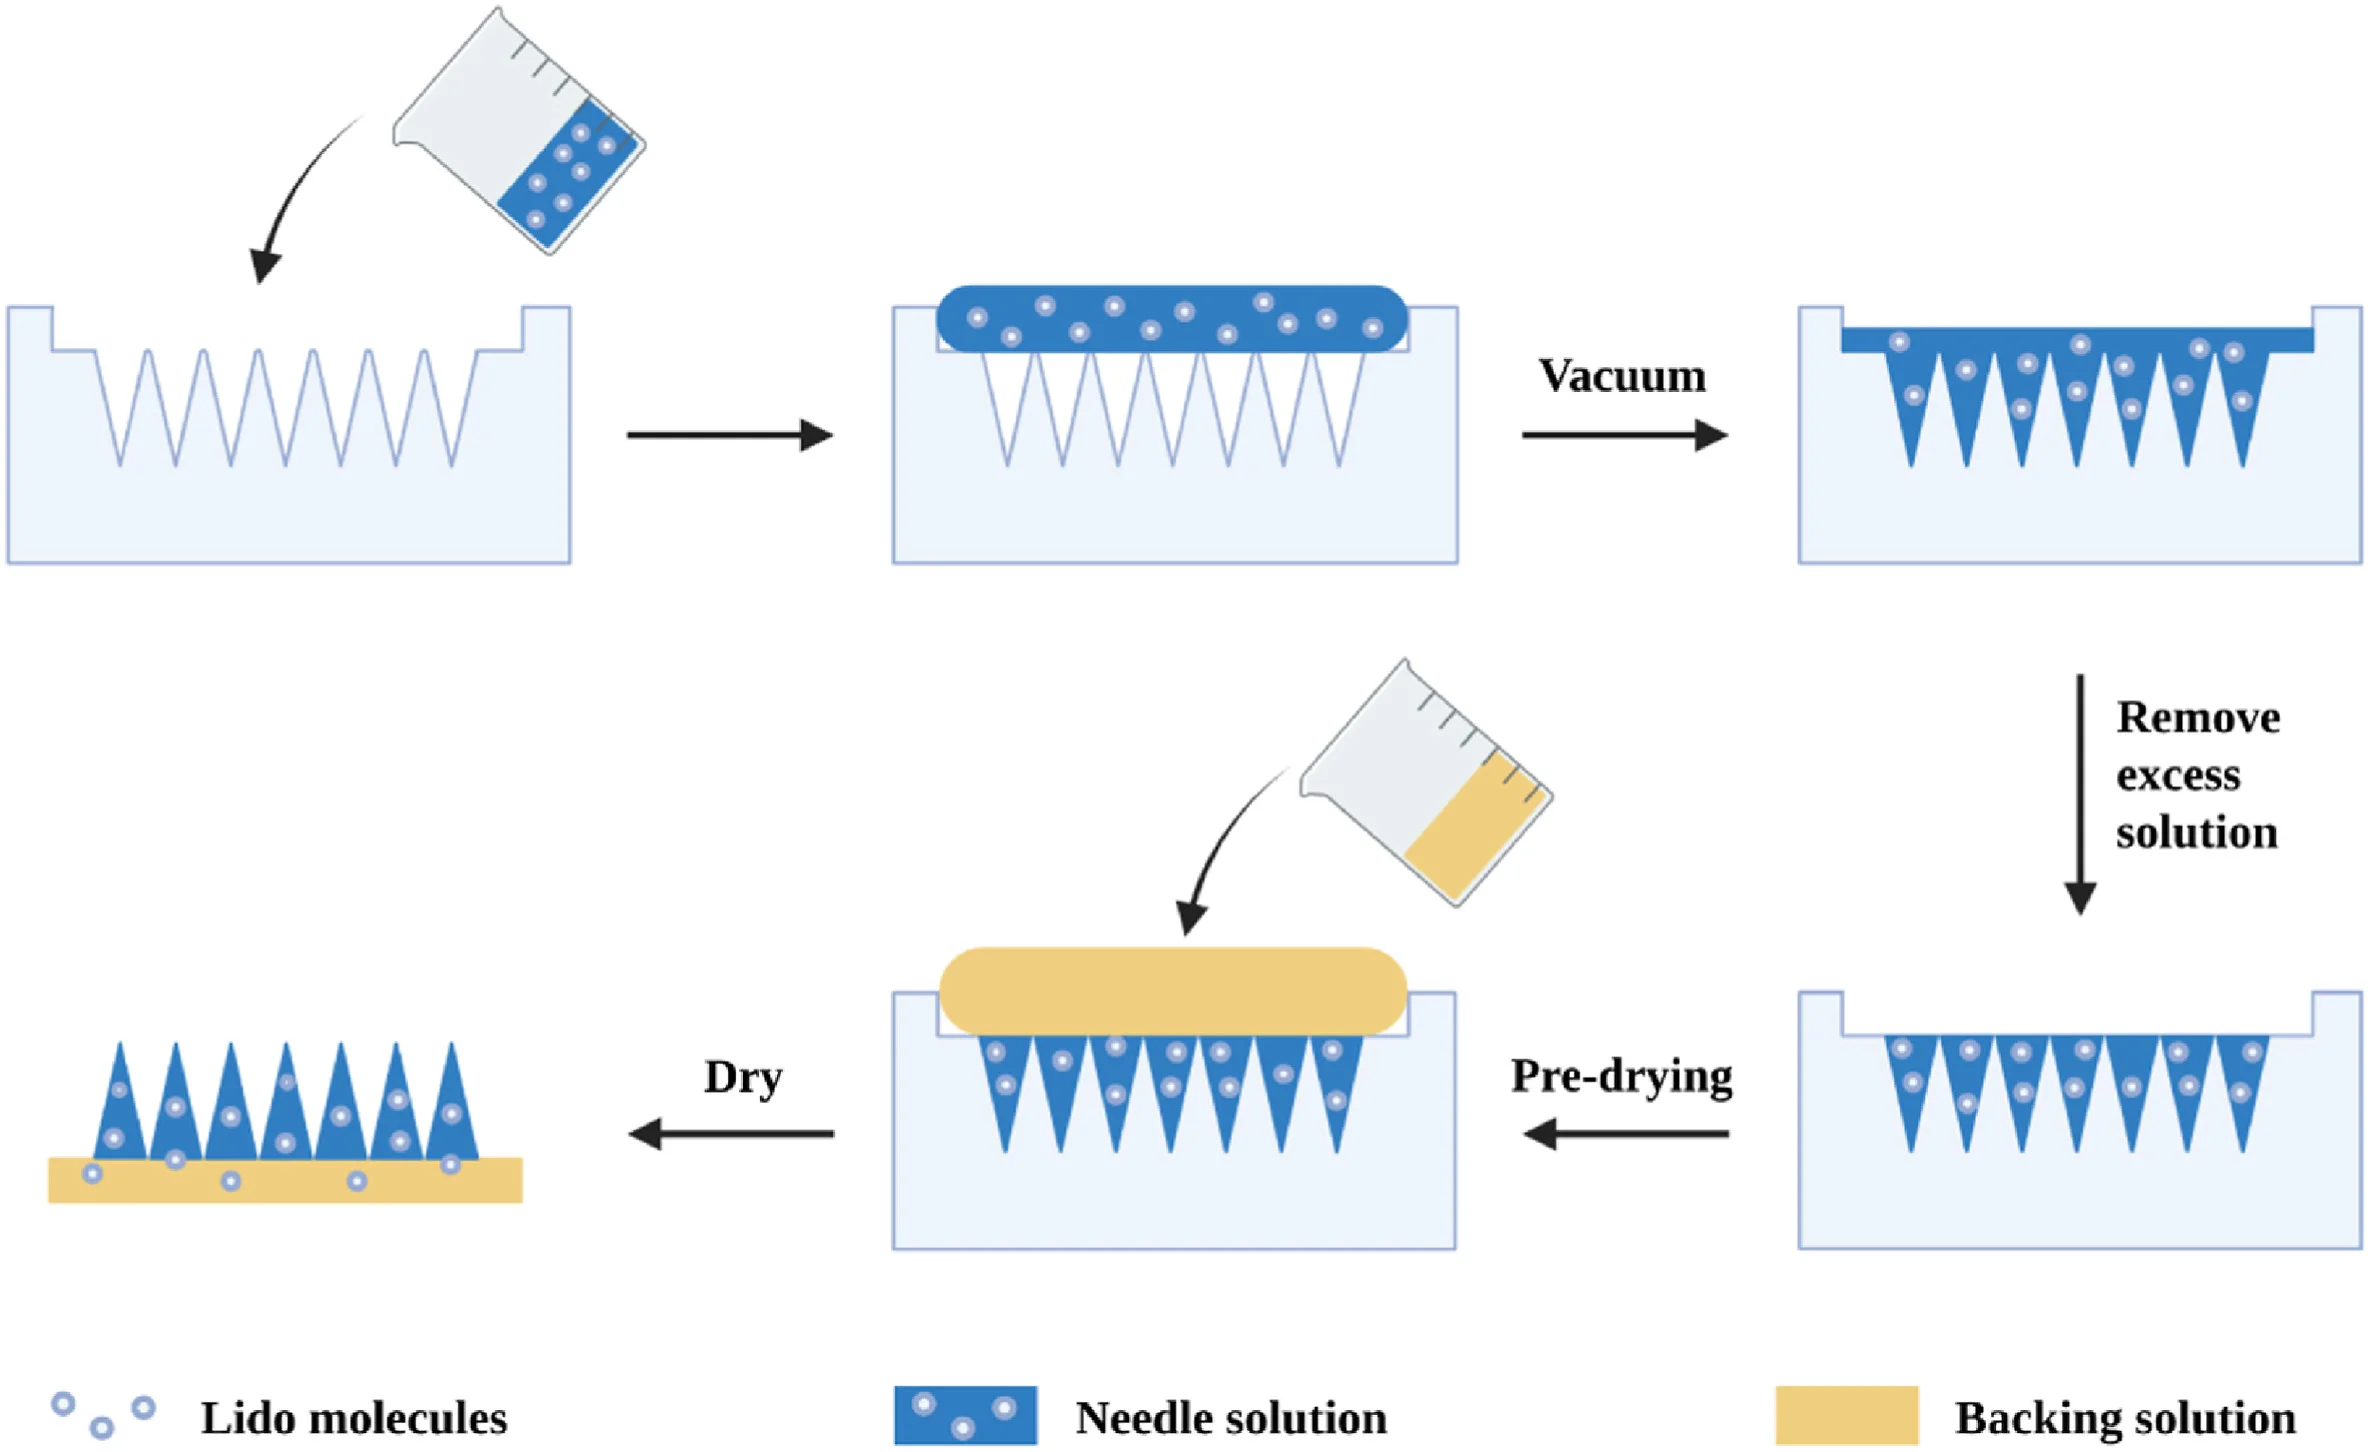 Vacuum
Remove
excess
solution
Pre-drying
Dry
Lido molecules
Needle solution
Backing solution